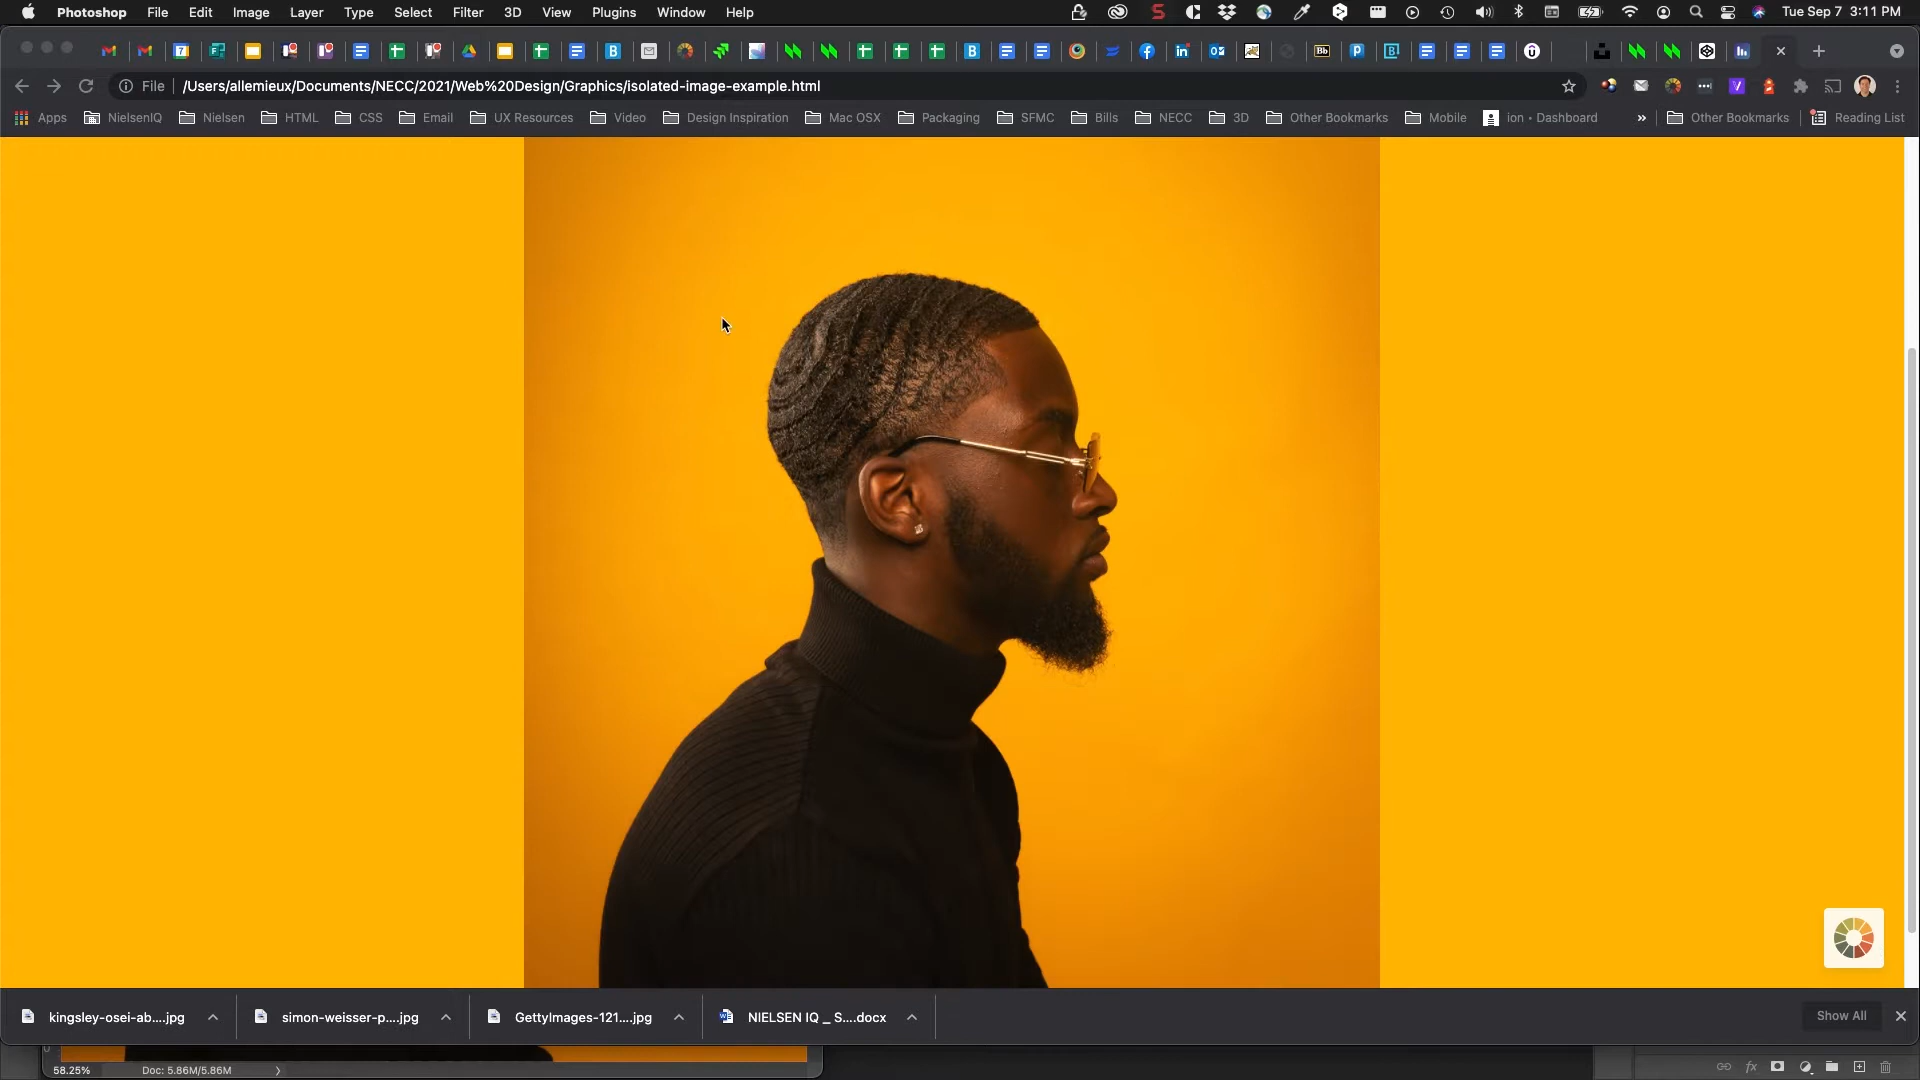 Photoshop File Edit Image Layer Type Select Filter 3D View Plugins Window Help Tue Sep 7 3:11 PM
File /Users/allemieux/Documents/NECC/2021/Web%20Design/Graphics/isolated-image-example.html
Apps NielsenIQ Nielsen HTML CSS Email UX Resources Video Design Inspiration Mac OSX Packaging SFMC Bills NECC 3D Other Bookmarks Mobile ion • Dashboard » Other Bookmarks Reading List
kingsley-osei-ab....jpg simon-weisser-p....jpg GettyImages-121....jpg NIELSEN IQ _ S....docx Show All
58.25% Doc: 5.86M/5.86M fx